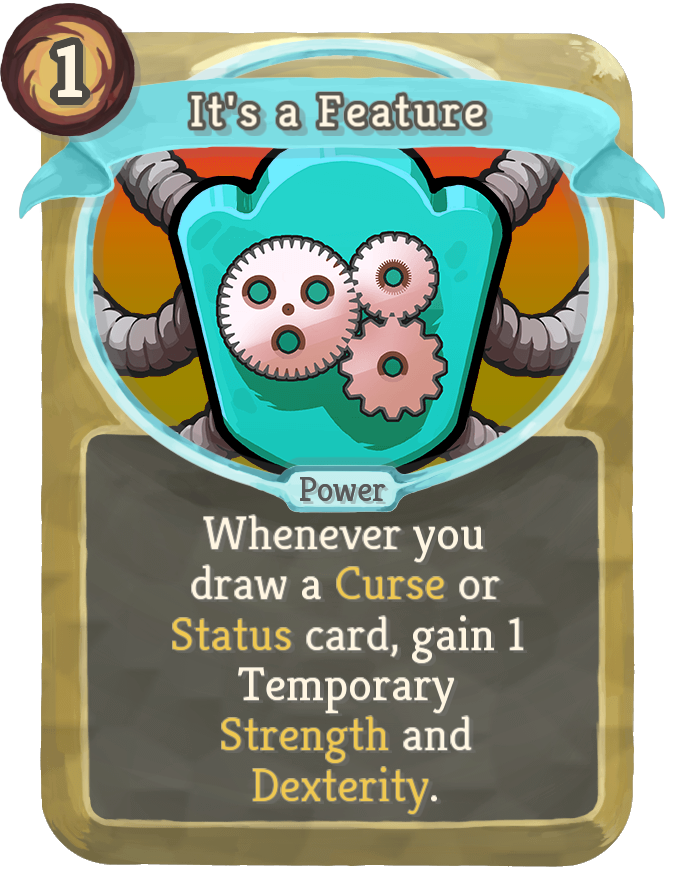 1
It's a Feature
Power
Whenever you
draw a Curse or
Status card, gain 1
Temporary
Strength and
Dexterity.